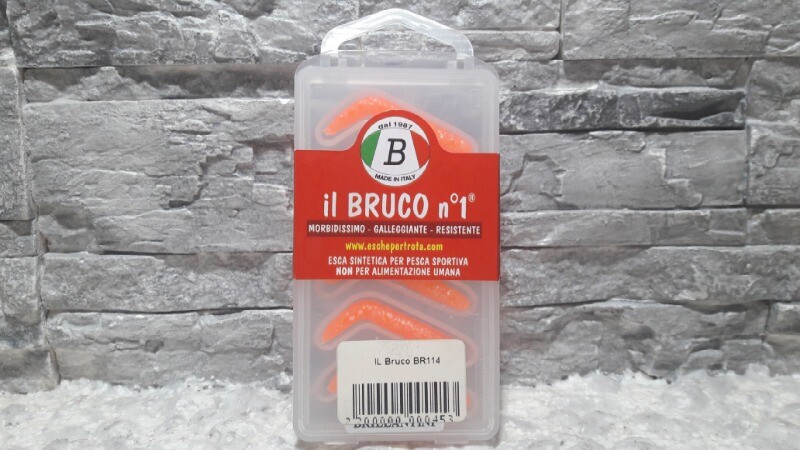 dal 1987
B
MADE IN ITALY
il BRUCO n°1®
MORBIDISSIMO - GALLEGGIANTE - RESISTENTE
www.eschepertrota.com
ESCA SINTETICA PER PESCA SPORTIVA
NON PER ALIMENTAZIONE UMANA
IL Bruco BR114